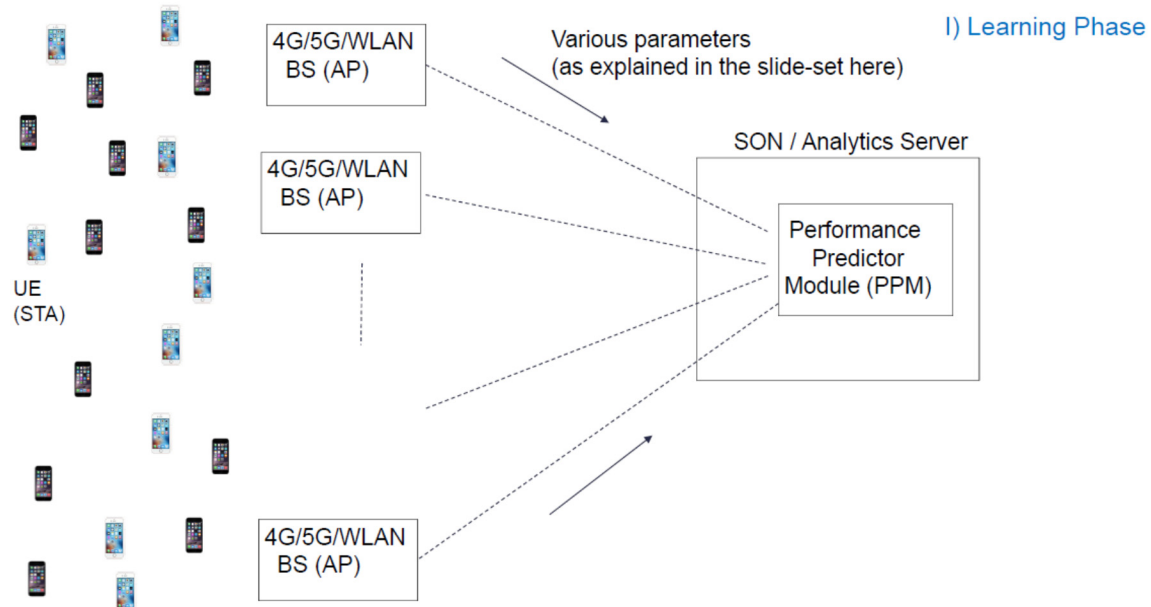 I) Learning Phase
4G/5G/WLAN
BS (AP)
Various parameters
(as explained in the slide-set here)
SON / Analytics Server
4G/5G/WLAN
BS (AP)
Performance
Predictor
Module (PPM)
UE
(STA)
4G/5G/WLAN
BS (AP)